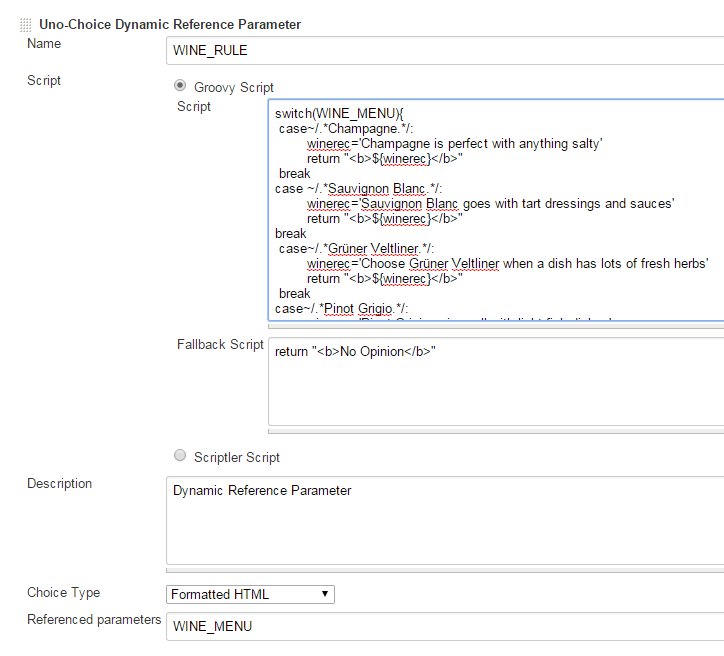 Uno-Choice Dynamic Reference Parameter
Name
WINE_RULE
Script
Groovy Script
Script
switch(WINE_MENU){
case~/.*Champagne.*/:
winerec='Champagne is perfect with anything salty'
return "<b>${winerec}</b>"
break
case ~/.*Sauvignon Blanc.*/:
winerec='Sauvignon Blanc goes with tart dressings and sauces'
return "<b>${winerec}</b>"
break
case~/.*Grüner Veltliner.*/:
winerec='Choose Grüner Veltliner when a dish has lots of fresh herbs'
return "<b>${winerec}</b>"
break
case~/.*Pinot Grigio.*/:
Fallback Script
return "<b>No Opinion</b>"
Scriptler Script
Description
Dynamic Reference Parameter
Choice Type
Formatted HTML
Referenced parameters
WINE_MENU